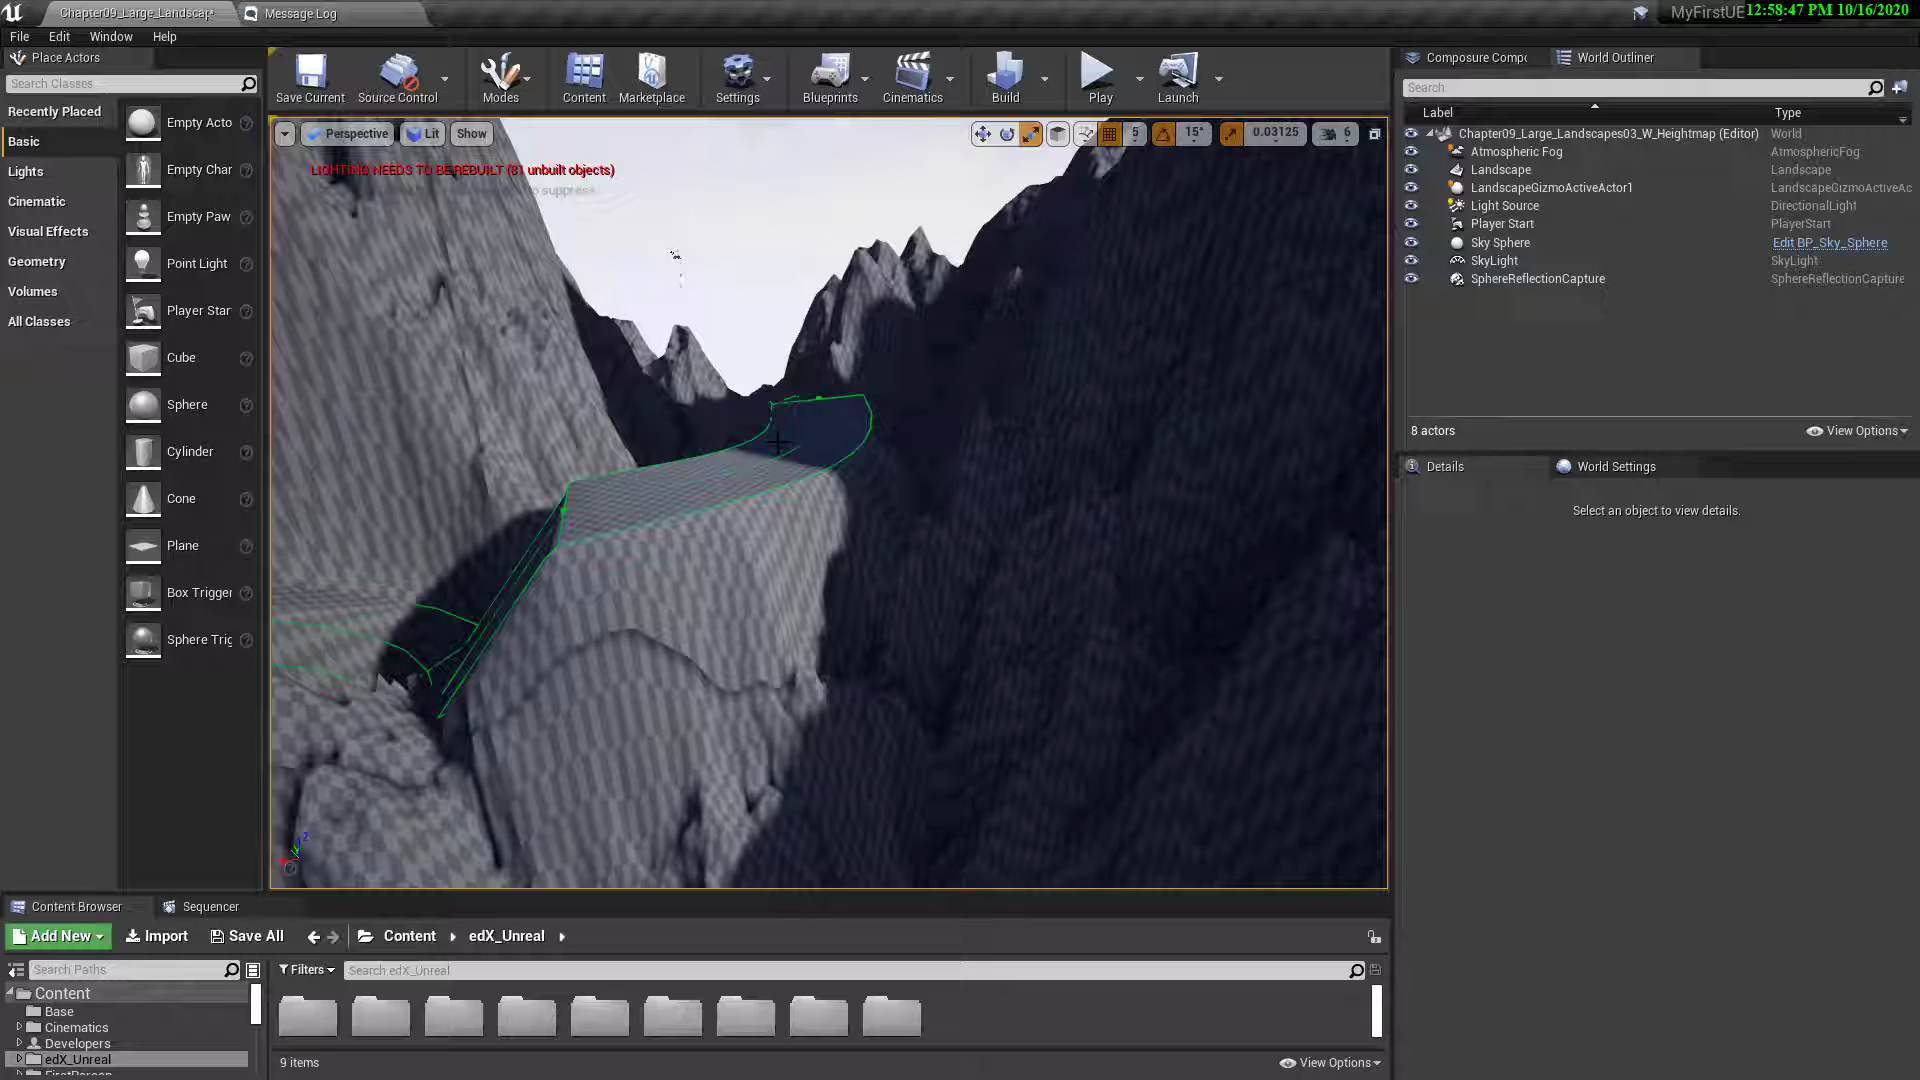 Chapter09_Large_Landscap*
Message Log
MyFirstUE
12:58:47 PM 10/16/2020
File
Edit
Window
Help
Place Actors
Search Classes
Recently Placed
Basic
Lights
Cinematic
Visual Effects
Geometry
Volumes
All Classes
Empty Acto
Empty Char
Empty Paw
Point Light
Player Star
Cube
Sphere
Cylinder
Cone
Plane
Box Trigger
Sphere Trig
Save Current
Source Control
Modes
Content
Marketplace
Settings
Blueprints
Cinematics
Build
Play
Launch
Perspective
Lit
Show
5
15°
0.03125
6
LIGHTING NEEDS TO BE REBUILT (81 unbuilt objects)
to suppress
Z
Composure Compo
World Outliner
Search
Label
Type
Chapter09_Large_Landscapes03_W_Heightmap (Editor)
World
Atmospheric Fog
AtmosphericFog
Landscape
Landscape
LandscapeGizmoActiveActor1
LandscapeGizmoActiveAc
Light Source
DirectionalLight
Player Start
PlayerStart
Sky Sphere
Edit BP_Sky_Sphere
SkyLight
SkyLight
SphereReflectionCapture
SphereReflectionCapture
8 actors
View Options
Details
World Settings
Select an object to view details.
Content Browser
Sequencer
Add New
Import
Save All
Content
edX_Unreal
Search Paths
Filters
Search edX_Unreal
Content
Base
Cinematics
Developers
edX_Unreal
FirstPerson
9 items
View Options